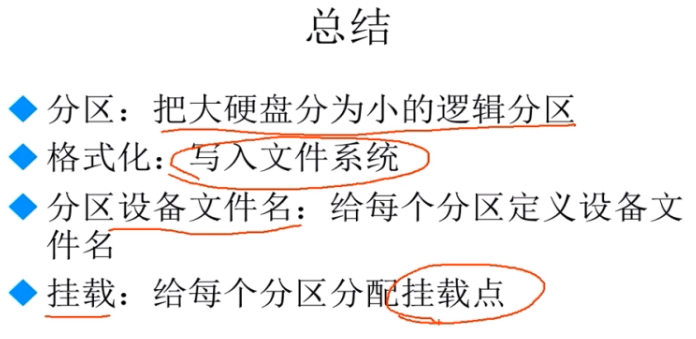 总结
分区：把大硬盘分为小的逻辑分区
格式化：写入文件系统
分区设备文件名：给每个分区定义设备文
件名
挂载：给每个分区分配挂载点